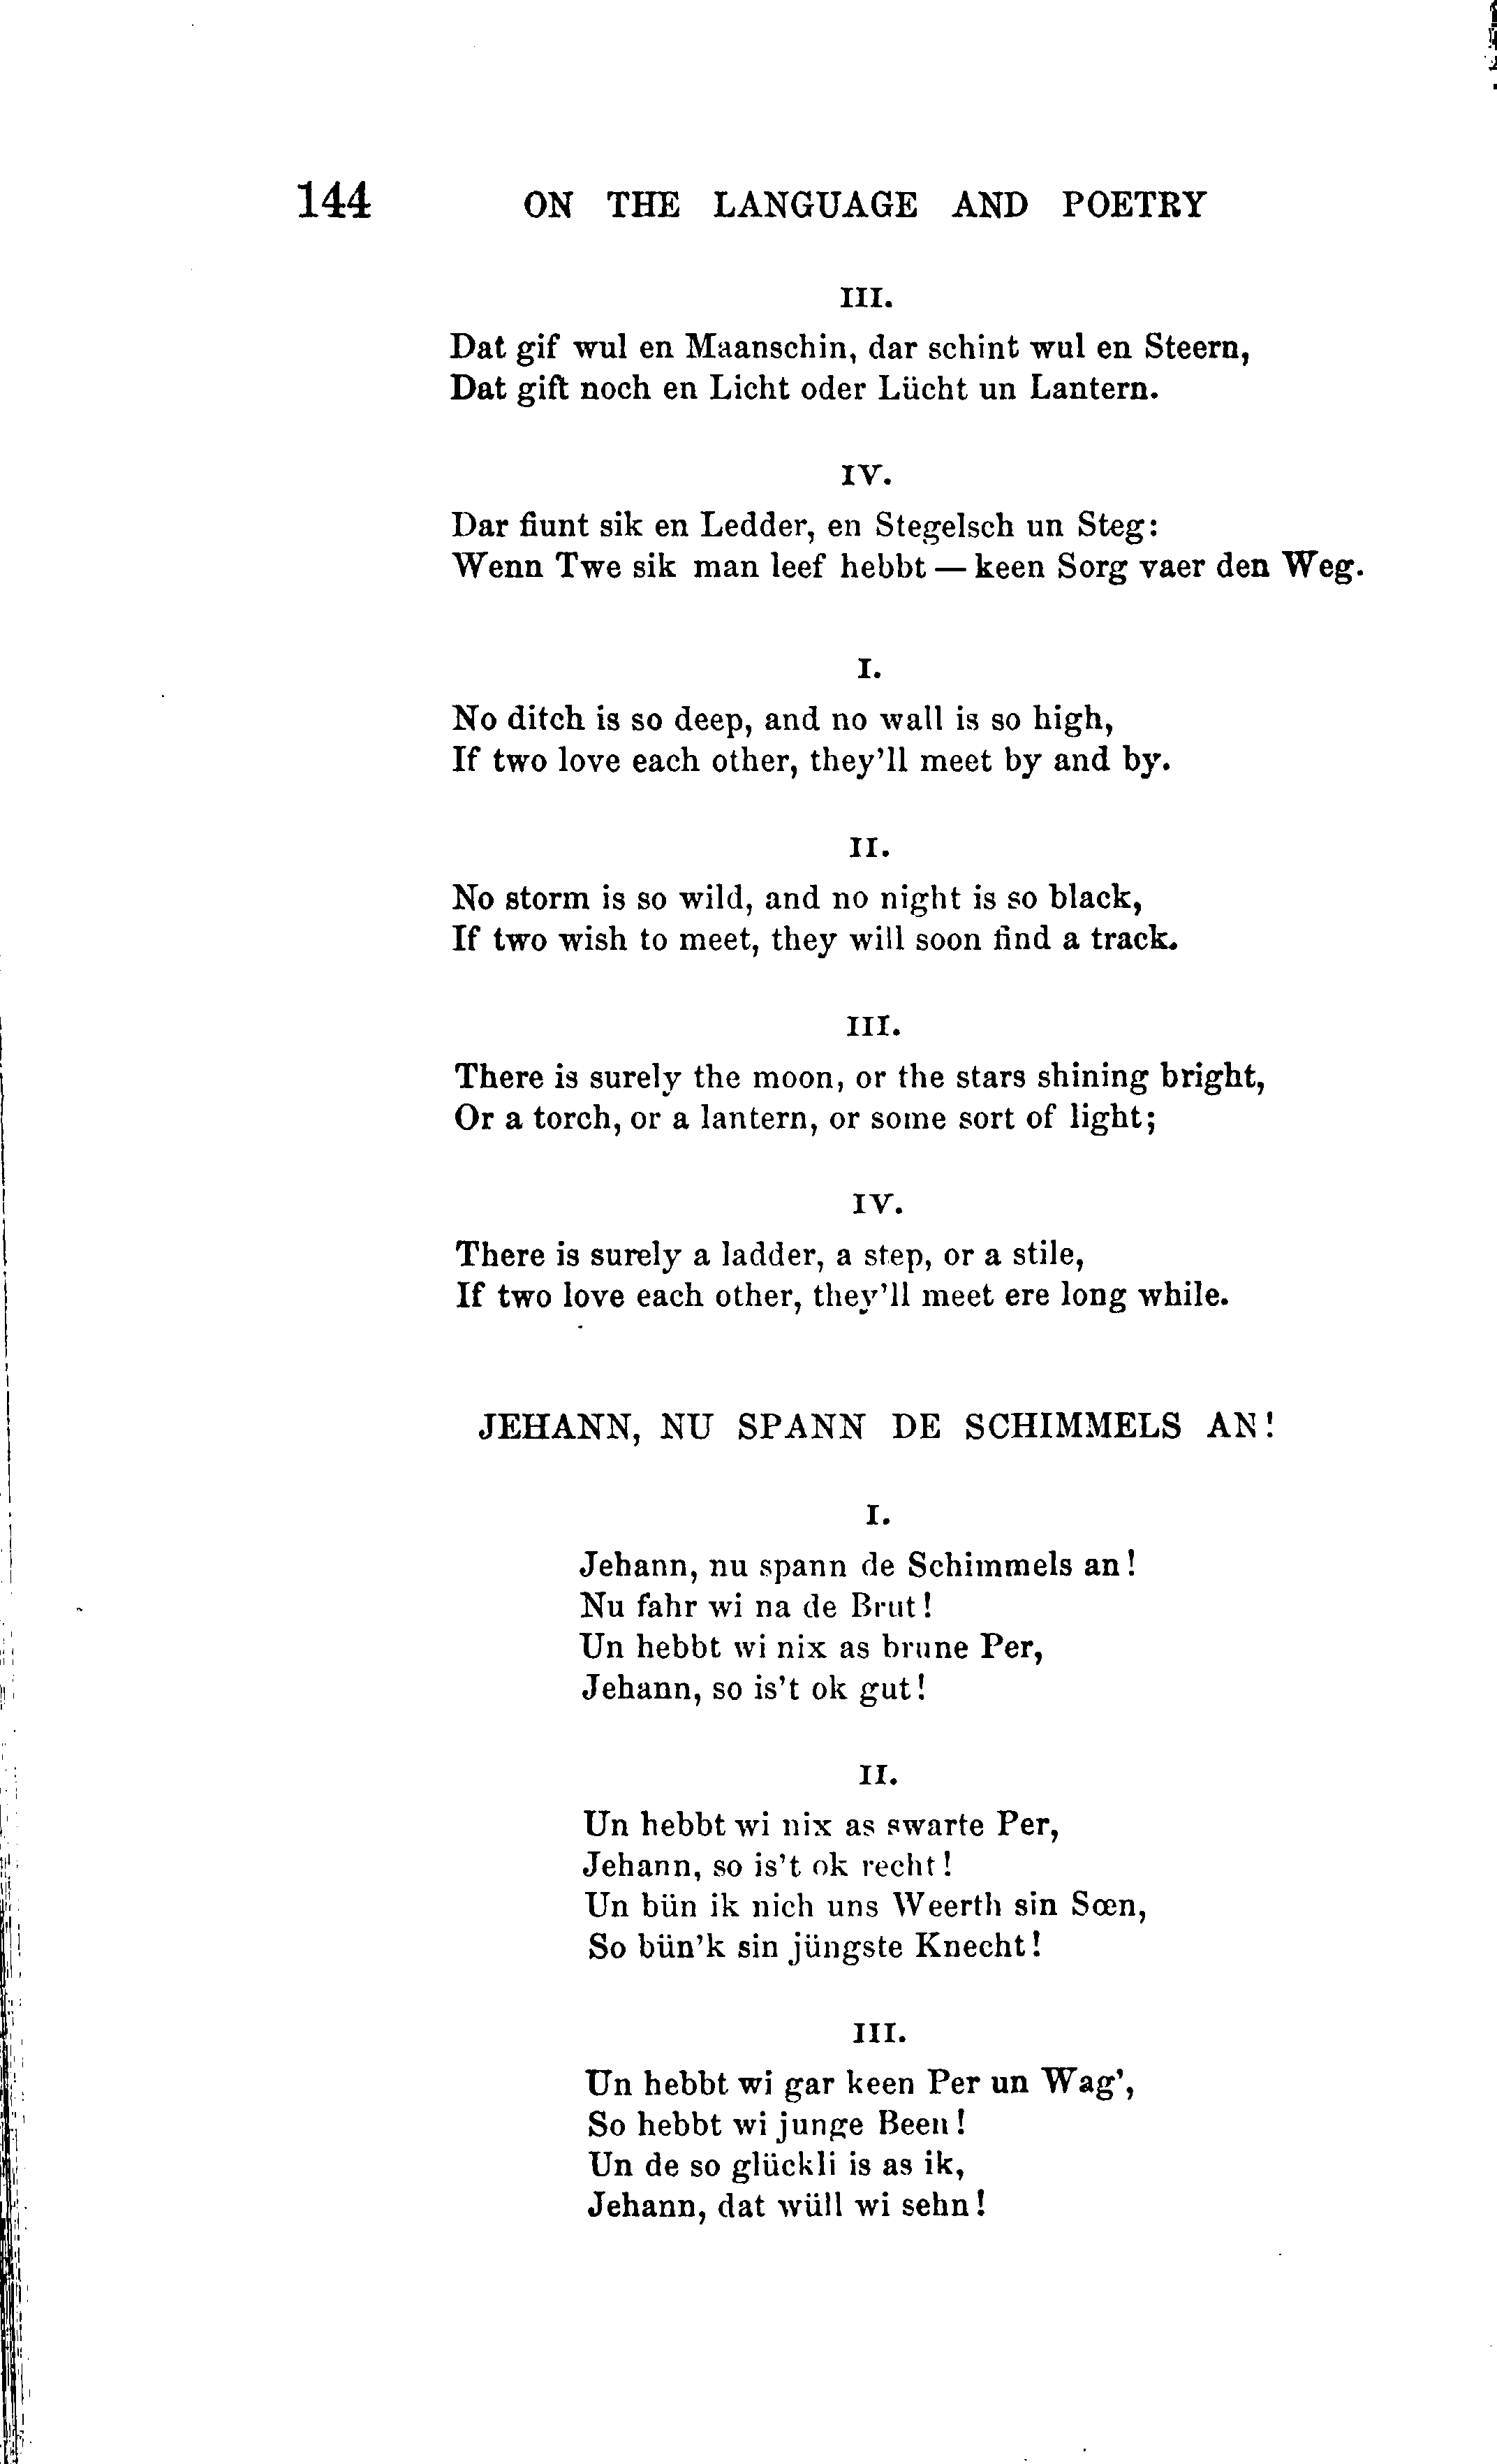 144 ON THE LANGUAGE AND POETRY
III.
Dat gif wul en Maanschin, dar schint wul en Steern,
Dat gift noch en Licht oder Lücht un Lantern.
IV.
Dar fiunt sik en Ledder, en Stegelsch un Steg:
Wenn Twe sik man leef hebbt — keen Sorg vaer den Weg.
I.
No ditch is so deep, and no wall is so high,
If two love each other, they'll meet by and by.
II.
No storm is so wild, and no night is so black,
If two wish to meet, they will soon find a track.
III.
There is surely the moon, or the stars shining bright,
Or a torch, or a lantern, or some sort of light;
IV.
There is surely a ladder, a step, or a stile,
If two love each other, they'll meet ere long while.
JEHANN, NU SPANN DE SCHIMMELS AN!
I.
Jehann, nu spann de Schimmels an!
Nu fahr wi na de Brut!
Un hebbt wi nix as brune Per,
Jehann, so is't ok gut!
II.
Un hebbt wi nix as swarte Per,
Jehann, so is't ok recht!
Un bün ik nich uns Weerth sin Sœn,
So bün'k sin jüngste Knecht!
III.
Un hebbt wi gar keen Per un Wag',
So hebbt wi junge Been!
Un de so glückli is as ik,
Jehann, dat wüll wi sehn!